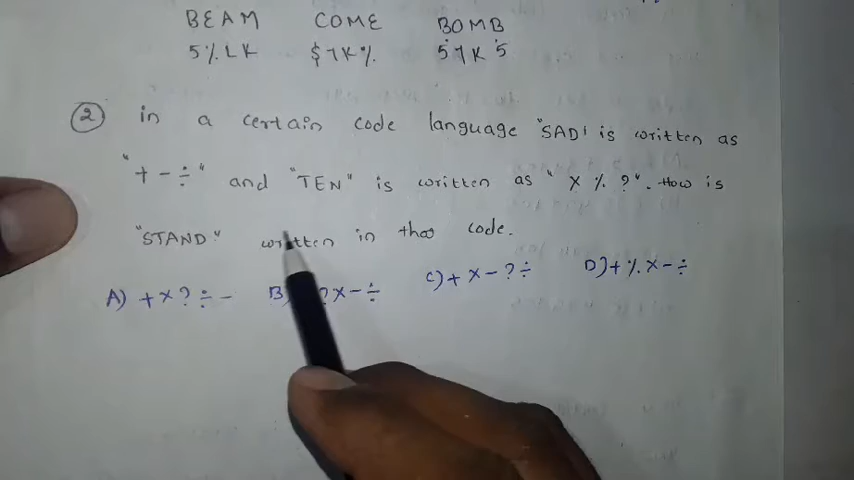 BEAM COME BOMB
5%LK $7K% 57K5
② in a certain code language "SAD' is written as
"+-÷" and "TEN" is written as "X%?". How is
"STAND" written in the code.
A) +x?÷- B) ?x-÷ C) +x-?÷ D) +%x-÷